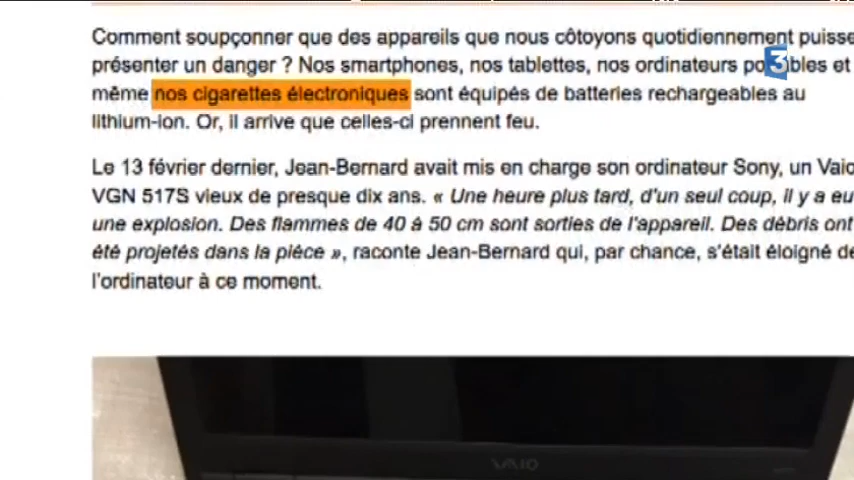 Comment soupçonner que des appareils que nous côtoyons quotidiennement puisse
présenter un danger ? Nos smartphones, nos tablettes, nos ordinateurs et
3
même nos cigarettes électroniques sont équipés de batteries rechargeables au
lithium-ion. Or, il arrive que celles-ci prennent feu.
Le 13 février dernier, Jean-Bernard avait mis en charge son ordinateur Sony, un Vaio
VGN 517S vieux de presque dix ans. « Une heure plus tard, d'un seul coup, il y a eu
une explosion. Des flammes de 40 à 50 cm sont sorties de l'appareil. Des débris ont
été projetés dans la pièce », raconte Jean-Bernard qui, par chance, s'était éloigné de
l'ordinateur à ce moment.
VAIO